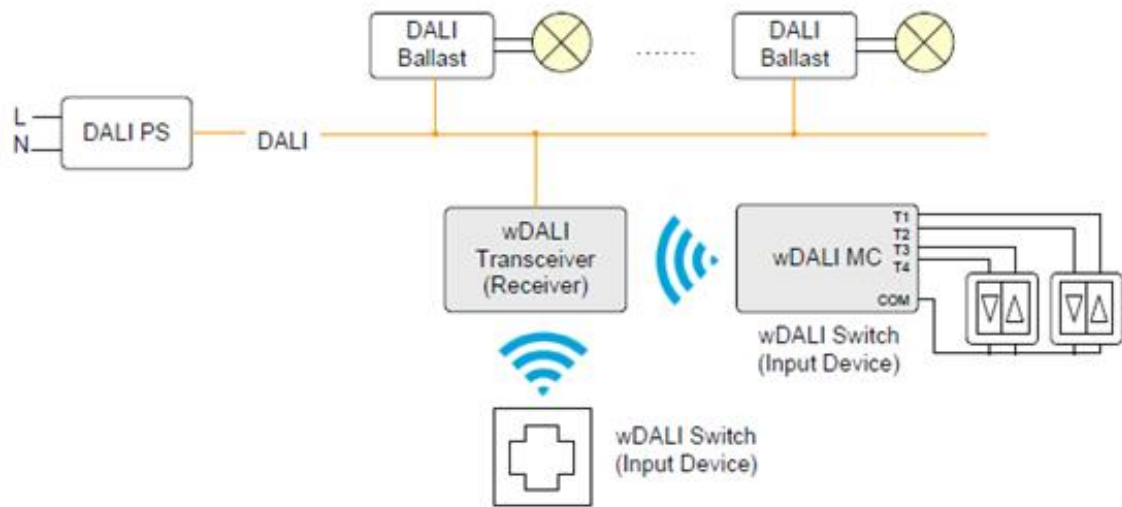 DALI
Ballast
DALI
Ballast
L
N
DALI PS
DALI
wDALI
Transceiver
(Receiver)
wDALI MC
T1
T2
T3
T4
COM
wDALI Switch
(Input Device)
wDALI Switch
(Input Device)